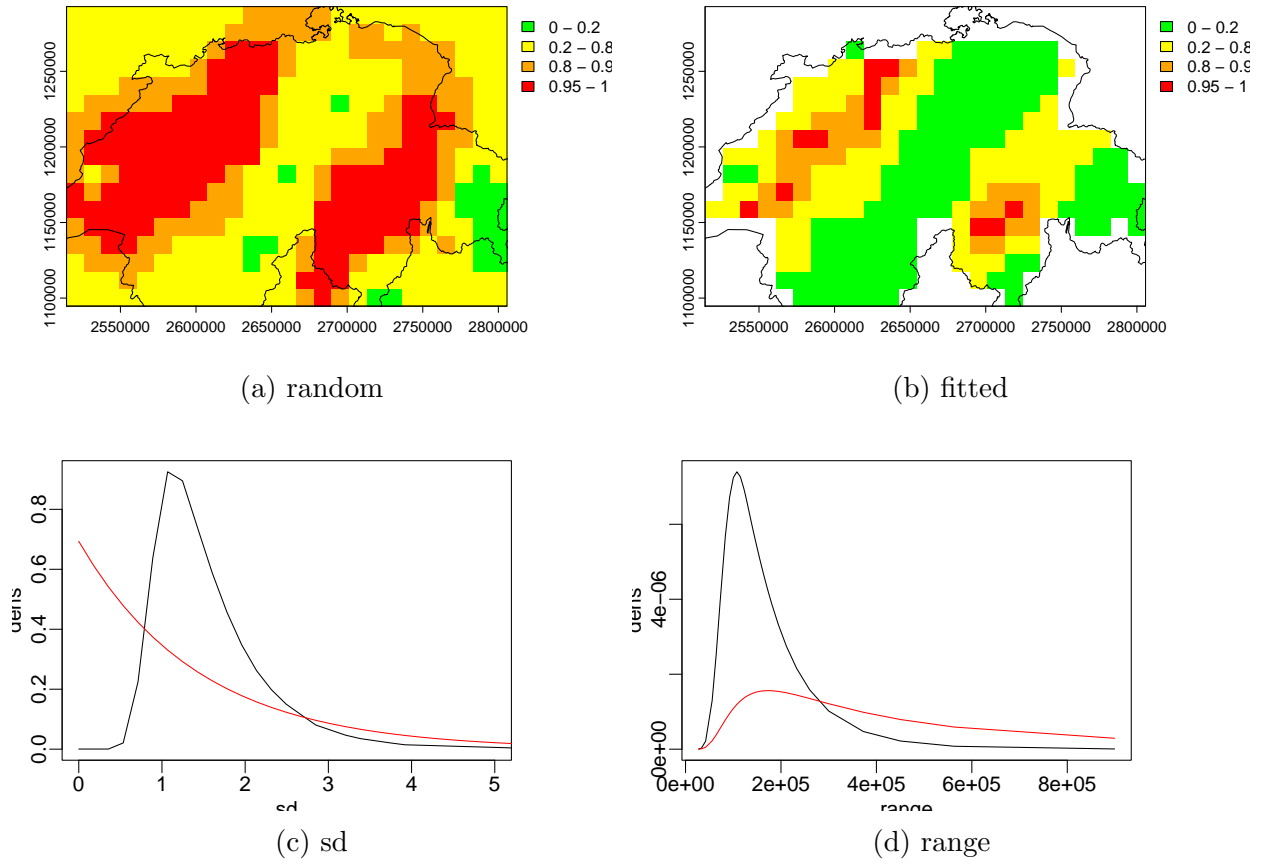 0 – 0.2
0.2 – 0.8
0.8 – 0.9
0.95 – 1
1250000
1200000
1150000
1100000
2550000 2600000 2650000 2700000 2750000 2800000
(a) random
0 – 0.2
0.2 – 0.8
0.8 – 0.9
0.95 – 1
1250000
1200000
1150000
1100000
2550000 2600000 2650000 2700000 2750000 2800000
(b) fitted
dens
0.8
0.6
0.4
0.2
0.0
0 1 2 3 4 5
sd
(c) sd
dens
4e−06
0e+00
0e+00 2e+05 4e+05 6e+05 8e+05
range
(d) range